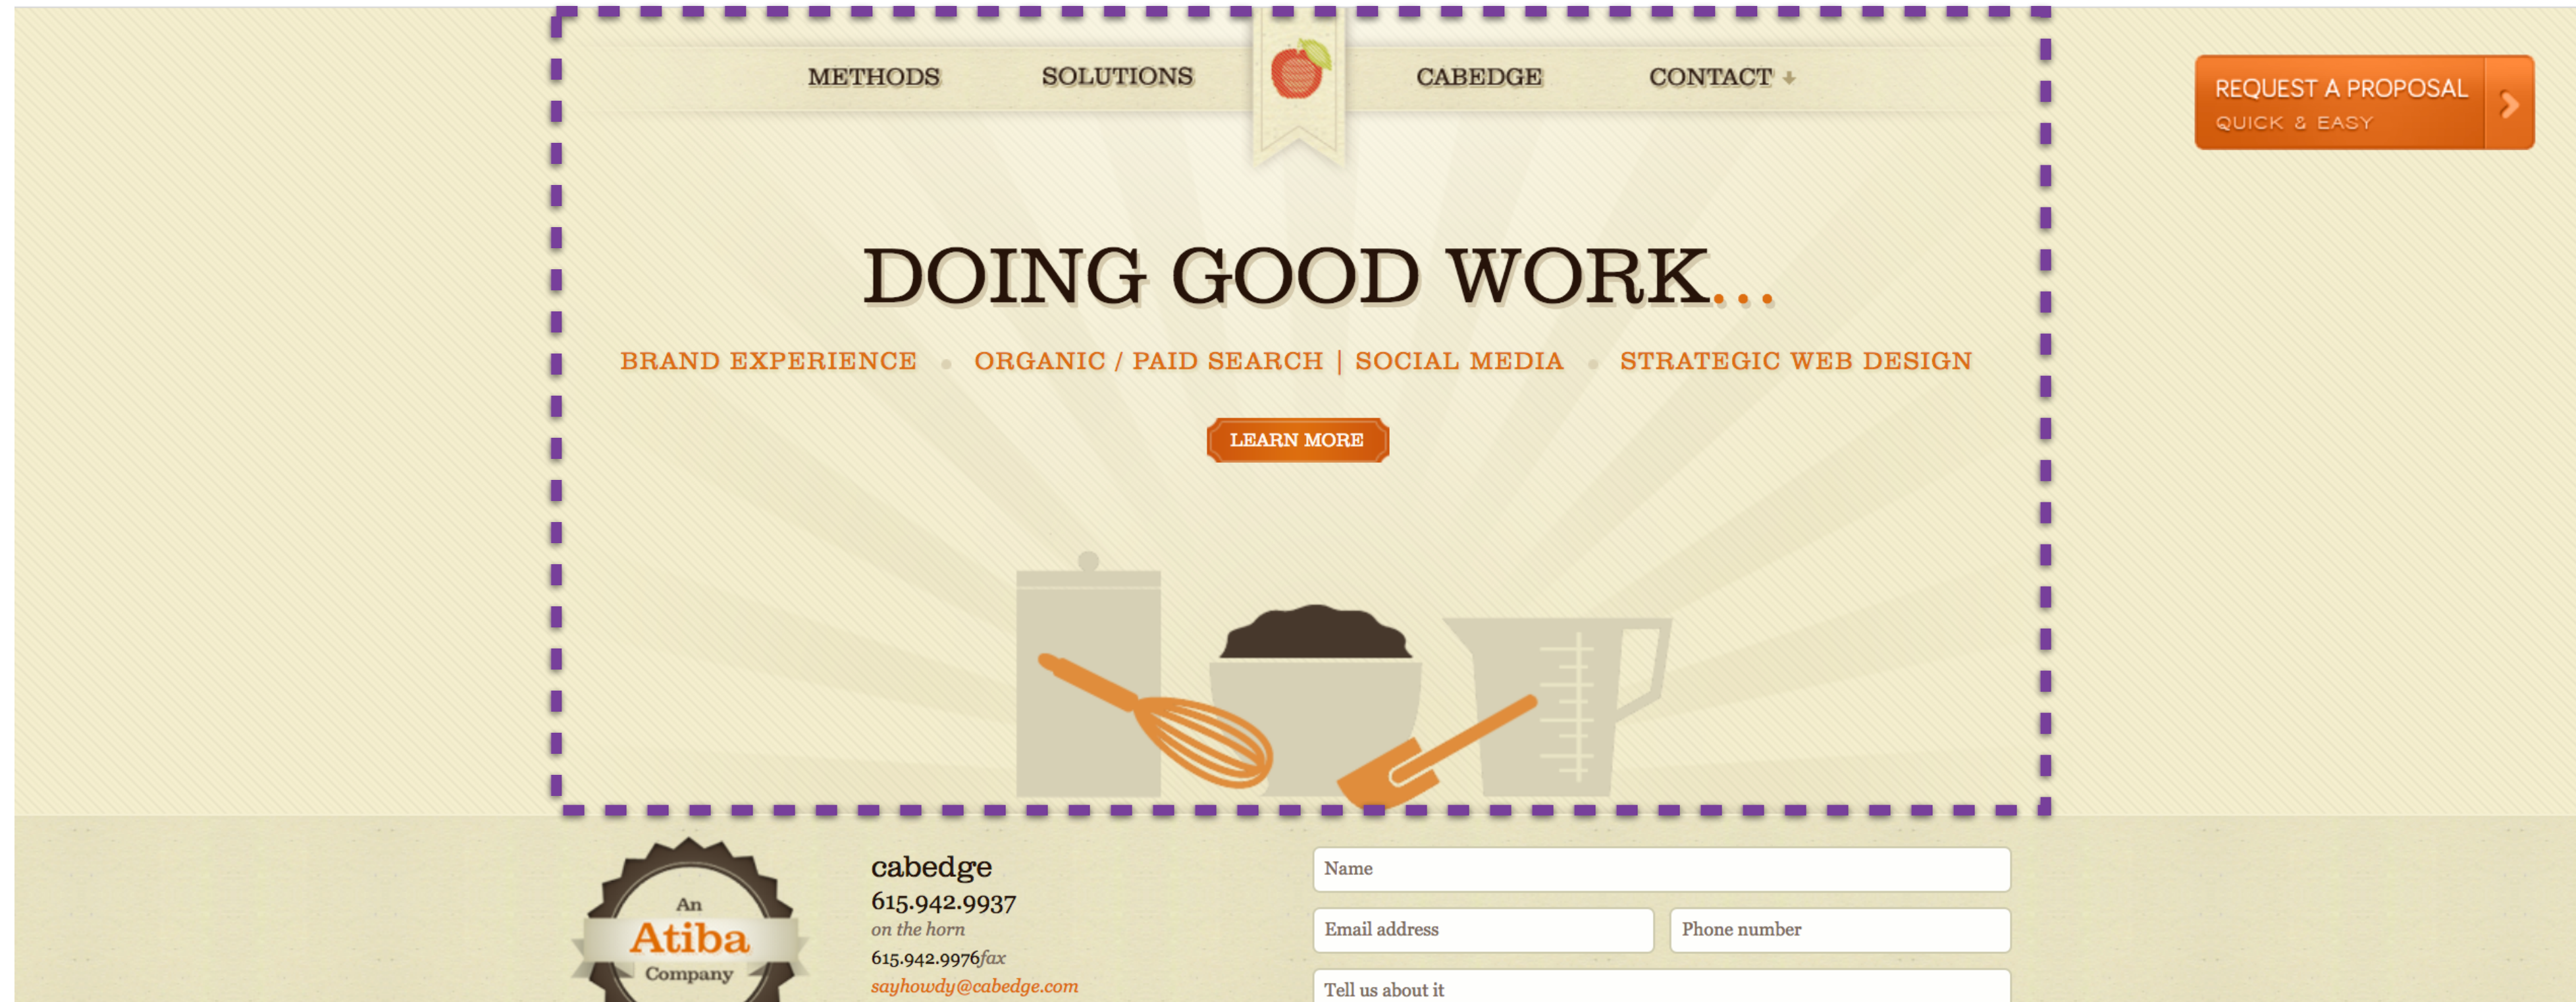 METHODS SOLUTIONS CABEDGE CONTACT
REQUEST A PROPOSAL
QUICK & EASY
DOING GOOD WORK...
BRAND EXPERIENCE • ORGANIC / PAID SEARCH | SOCIAL MEDIA • STRATEGIC WEB DESIGN
LEARN MORE
An
Atiba
Company
cabedge
615.942.9937
on the horn
615.942.9976fax
sayhowdy@cabedge.com
Name
Email address
Phone number
Tell us about it